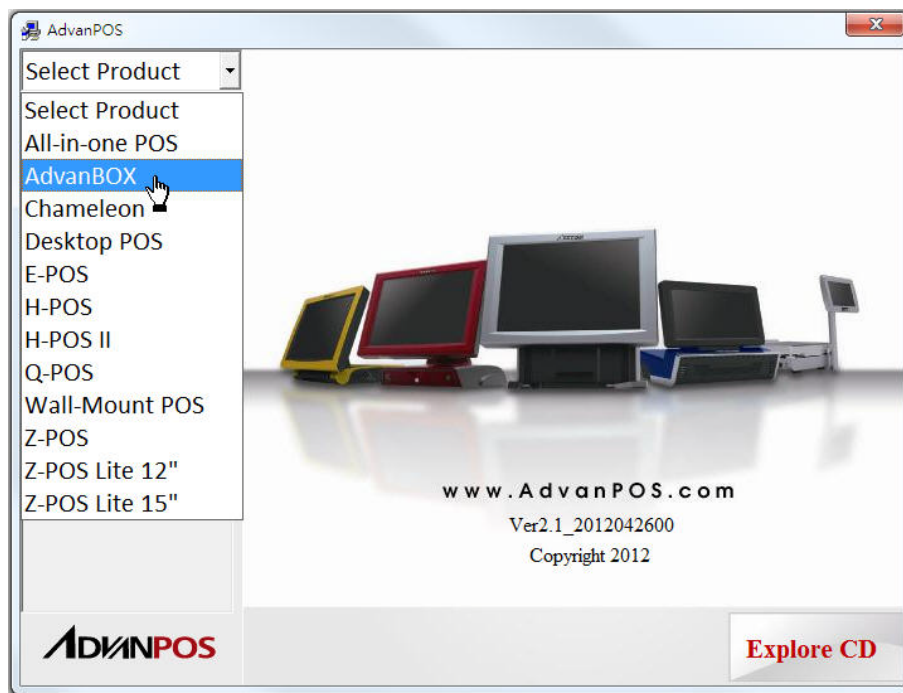 AdvanPOS
Select Product
Select Product
All-in-one POS
AdvanBOX
Chameleon
Desktop POS
E-POS
H-POS
H-POS II
Q-POS
Wall-Mount POS
Z-POS
Z-POS Lite 12"
Z-POS Lite 15"
www.AdvanPOS.com
Ver2.1_2012042600
Copyright 2012
ADVANPOS
Explore CD